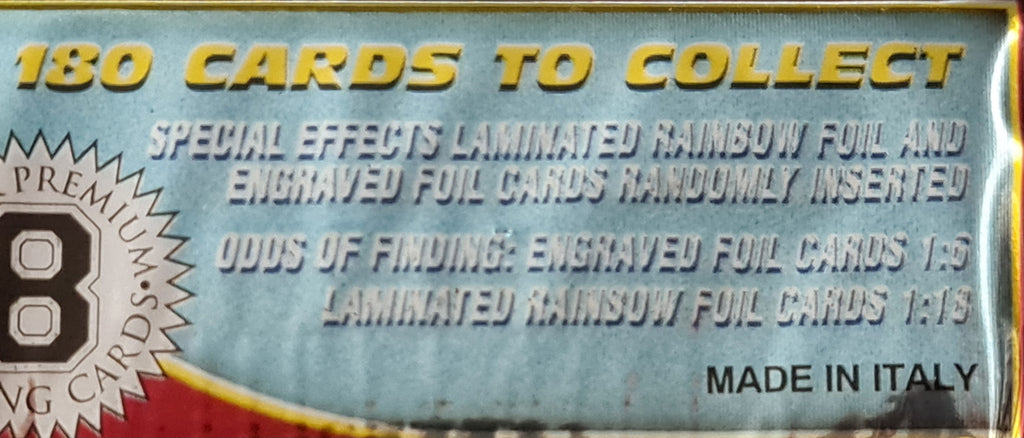 180 CARDS TO COLLECT
SPECIAL EFFECTS LAMINATED RAINBOW FOIL AND
ENGRAVED FOIL CARDS RANDOMLY INSERTED
ODDS OF FINDING: ENGRAVED FOIL CARDS 1:6
LAMINATED RAINBOW FOIL CARDS 1:18
MADE IN ITALY
PREMIUM
8
VG CARDS